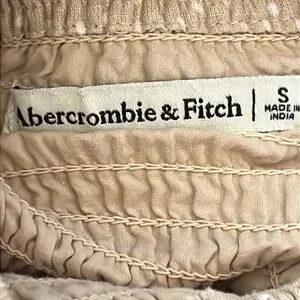 Abercrombie & Fitch | S
MADE IN
INDIA